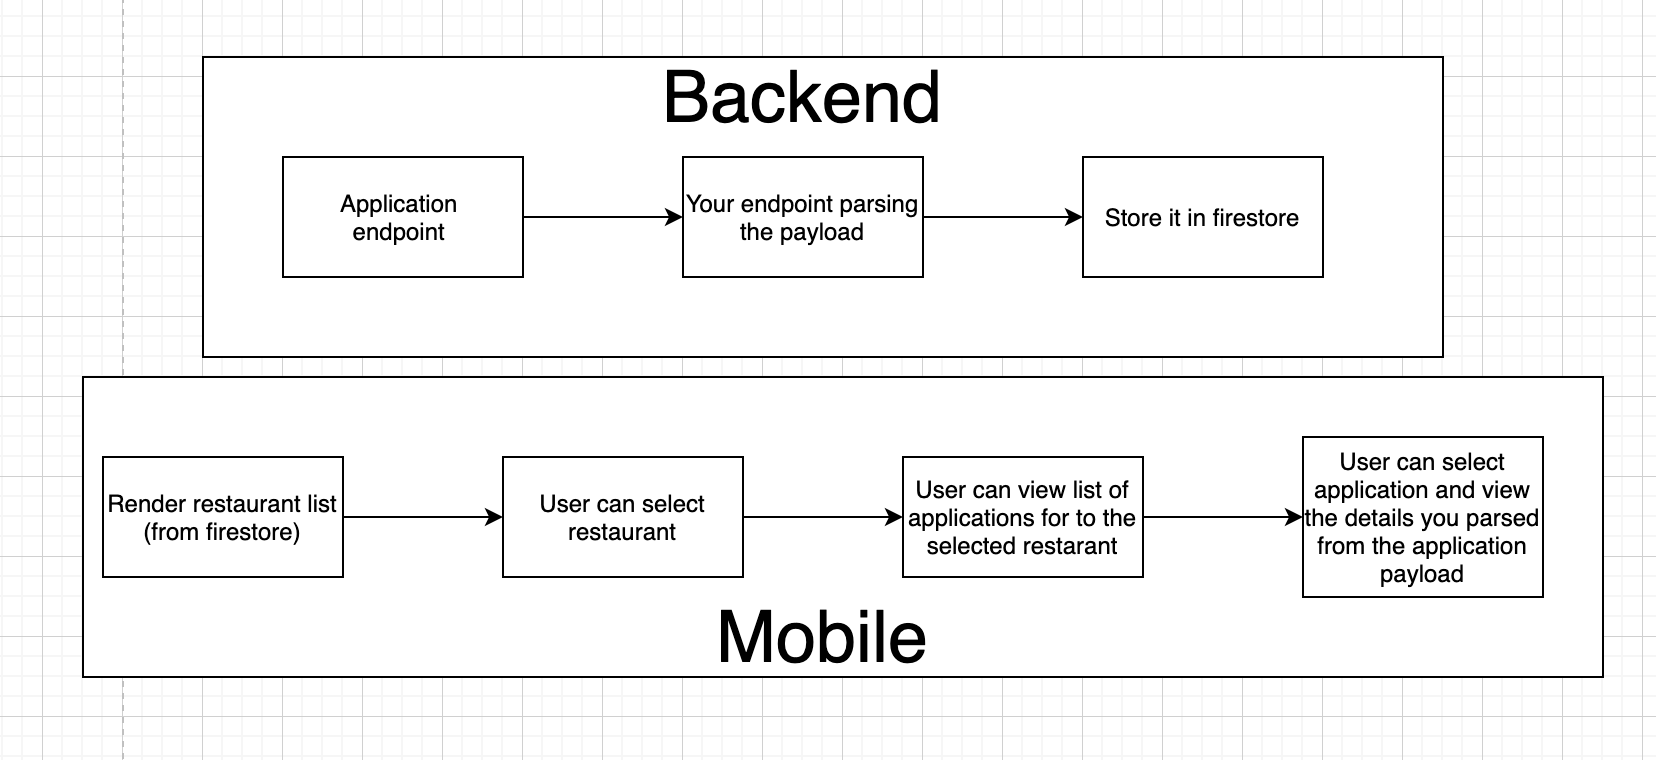 Backend
Application
endpoint
Your endpoint parsing
the payload
Store it in firestore
Render restaurant list
(from firestore)
User can select
restaurant
User can view list of
applications for to the
selected restarant
User can select
application and view
the details you parsed
from the application
payload
Mobile